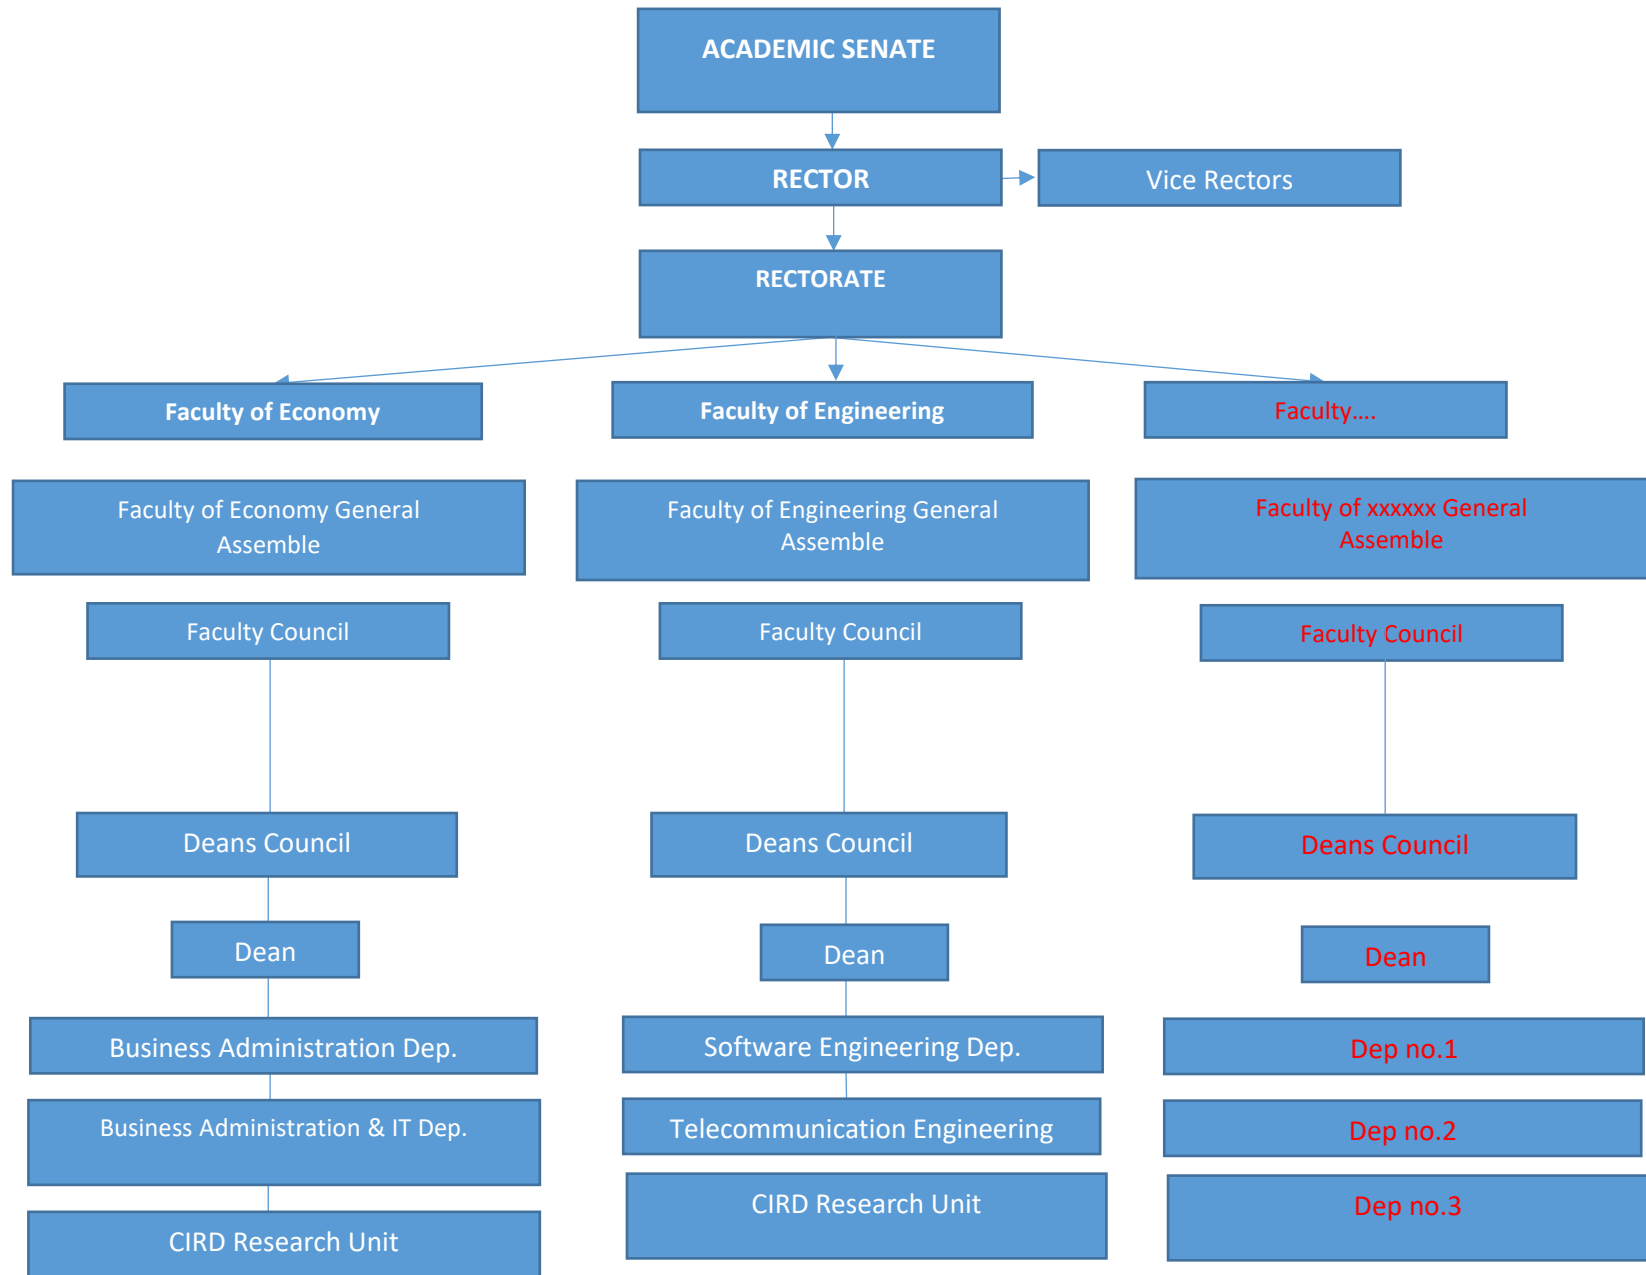 ACADEMIC SENATE
RECTOR
Vice Rectors
RECTORATE
Faculty of Economy
Faculty of Engineering
Faculty....
Faculty of Economy General
Assemble
Faculty of Engineering General
Assemble
Faculty of xxxxxx General
Assemble
Faculty Council
Faculty Council
Faculty Council
Deans Council
Deans Council
Deans Council
Dean
Dean
Dean
Business Administration Dep.
Software Engineering Dep.
Dep no.1
Business Administration & IT Dep.
Telecommunication Engineering
Dep no.2
CIRD Research Unit
CIRD Research Unit
Dep no.3